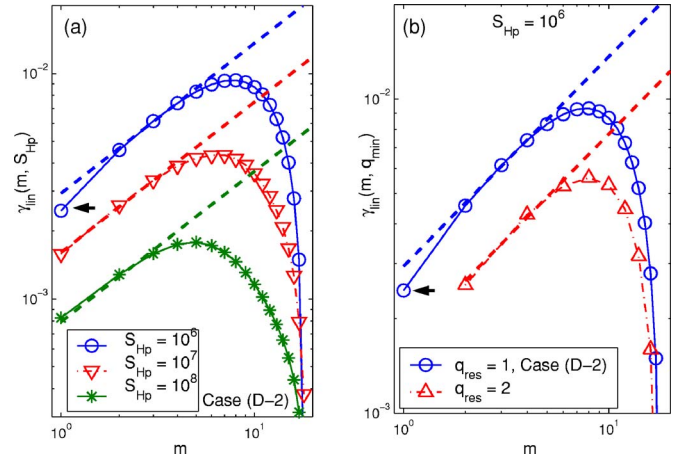 (a)
γ_lin(m, S_Hp)
10^-2
10^-3
10^0
10^1
m
S_Hp = 10^6
S_Hp = 10^7
S_Hp = 10^8
Case (D-2)
(b)
S_Hp = 10^6
γ_lin(m, q_min)
10^-2
10^-3
10^0
10^1
m
q_res = 1, Case (D-2)
q_res = 2